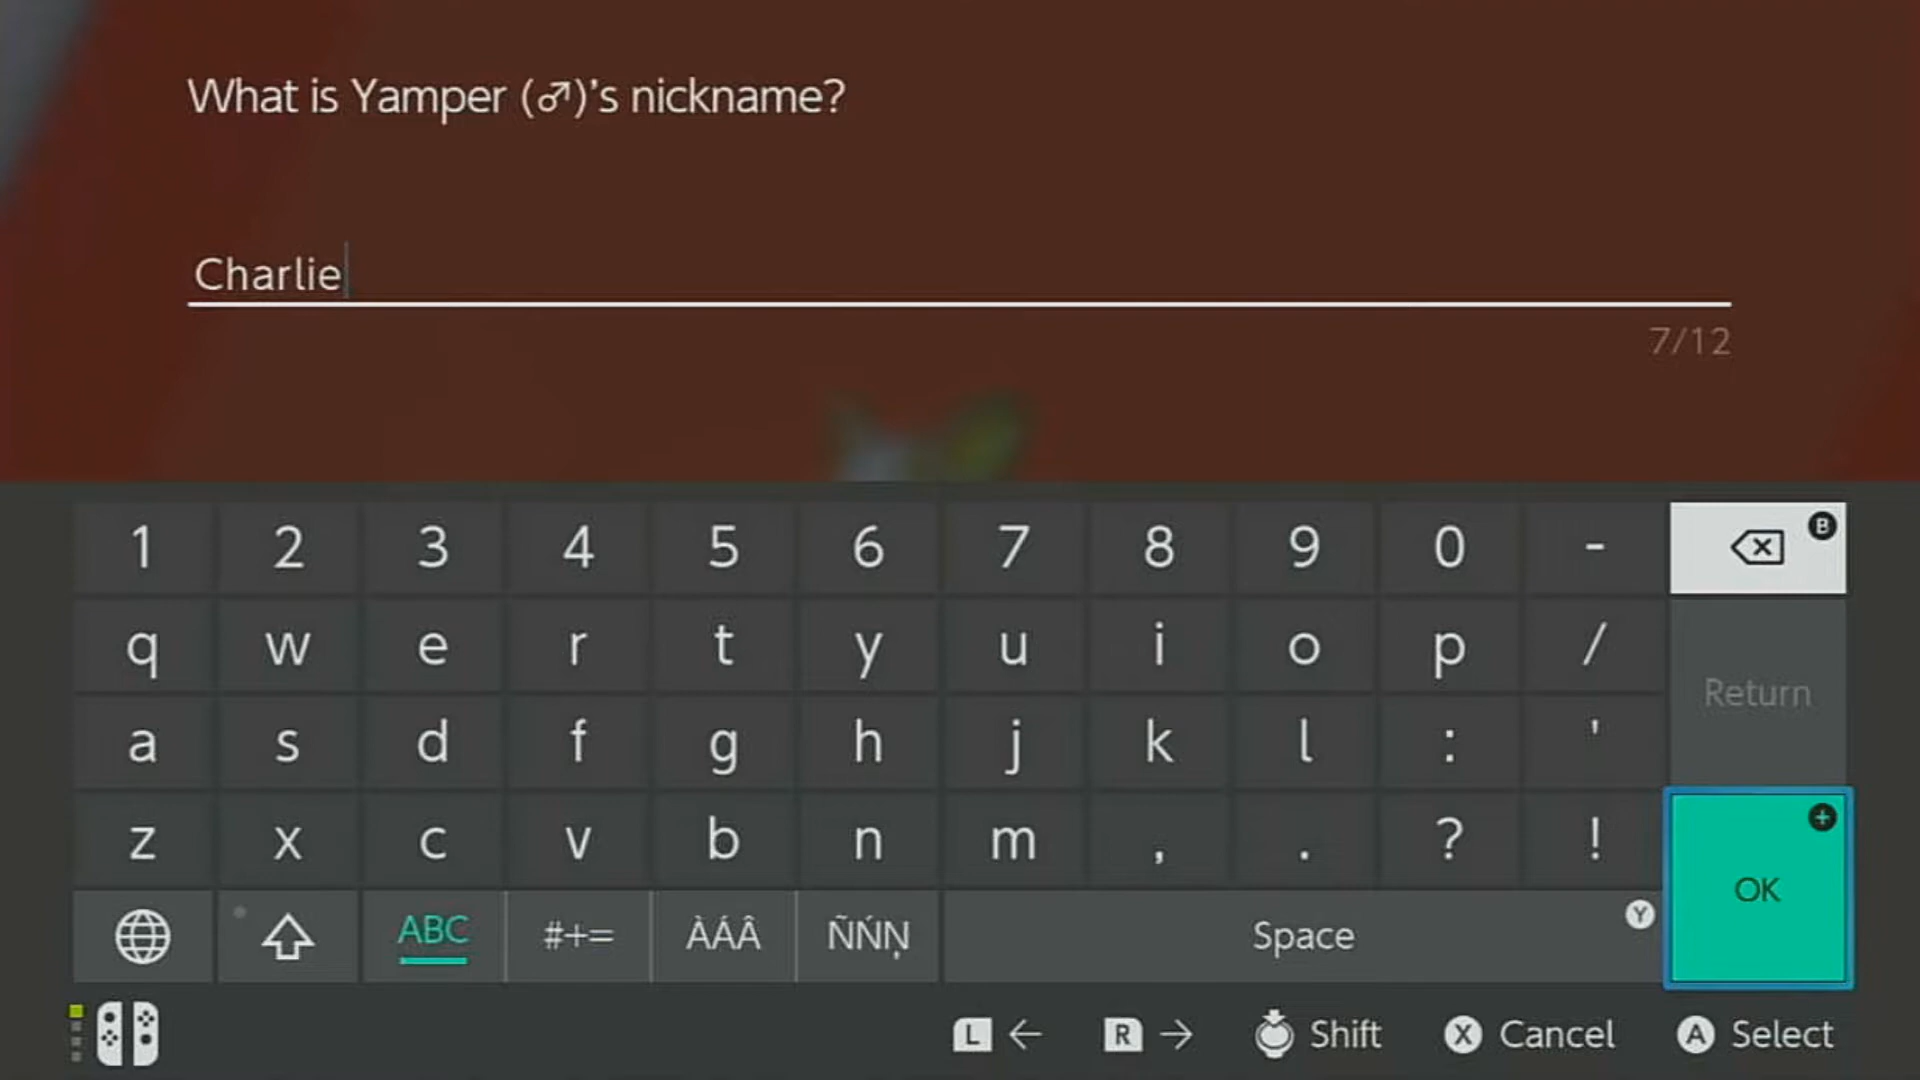 What is Yamper (♂)'s nickname?
Charlie
7/12
1 2 3 4 5 6 7 8 9 0 - B
q w e r t y u i o p /
Return
a s d f g h j k l : '
z x c v b n m , . ? ! +
OK
ABC #+= ÀÁÂ ÑŃŅ Space Y
L ← R → Shift X Cancel A Select